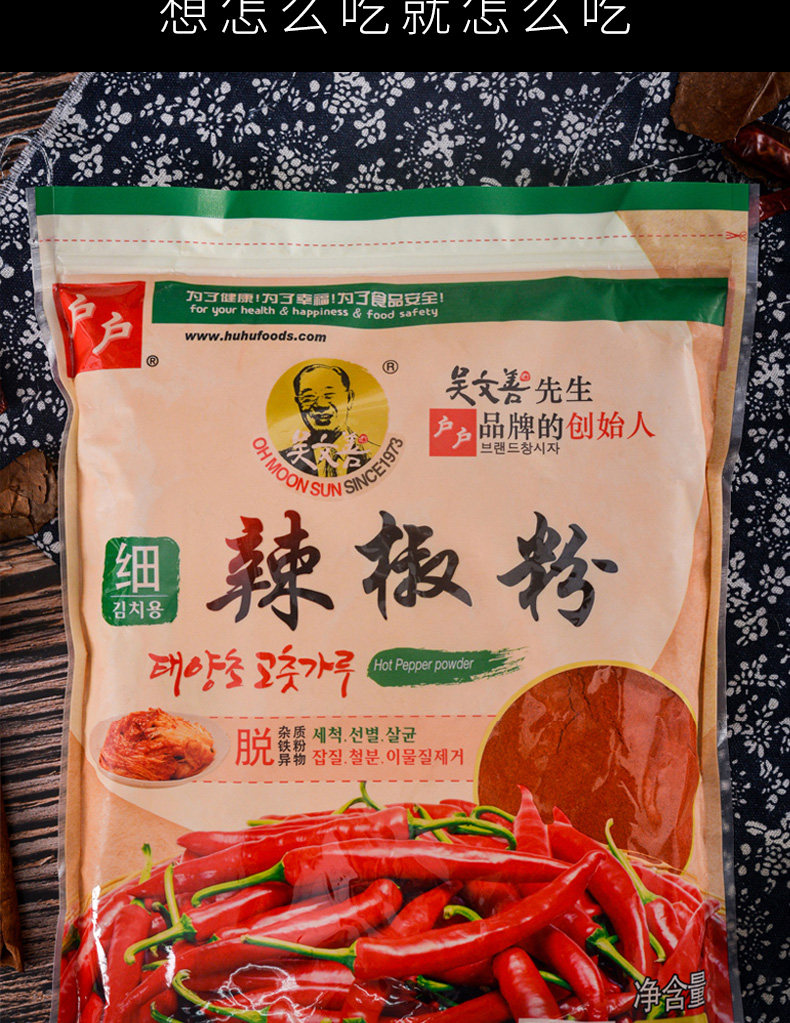 想怎么吃就怎么吃
为了健康!为了幸福!为了食品安全!
for your health & happiness & food safety
户户
®
www.huhufoods.com
®
吴文善
OH MOON SUN SINCE1973
吴文善先生
户户 品牌的创始人
브랜드창시자
细
김치용
辣椒粉
태양초 고춧가루
Hot Pepper powder
脱
杂质
铁粉
异物
세척.선별.살균
잡질.철분.이물질제거
净含量